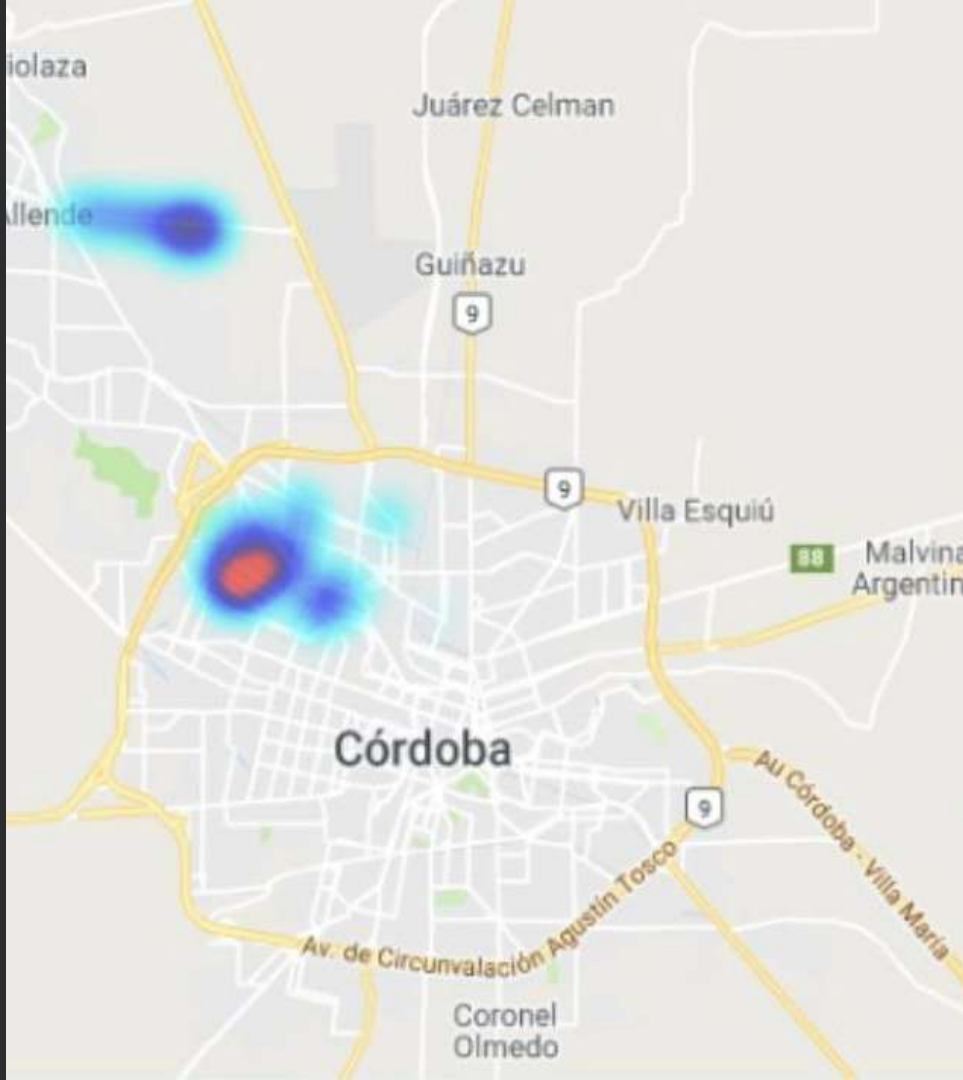 iolaza
Juárez Celman
Allende
Guiñazu
9
9
Villa Esquiú
88
Malvina
Argentin
Córdoba
Au Córdoba - Villa María
9
Av. de Circunvalación Agustín Tosco
Coronel
Olmedo